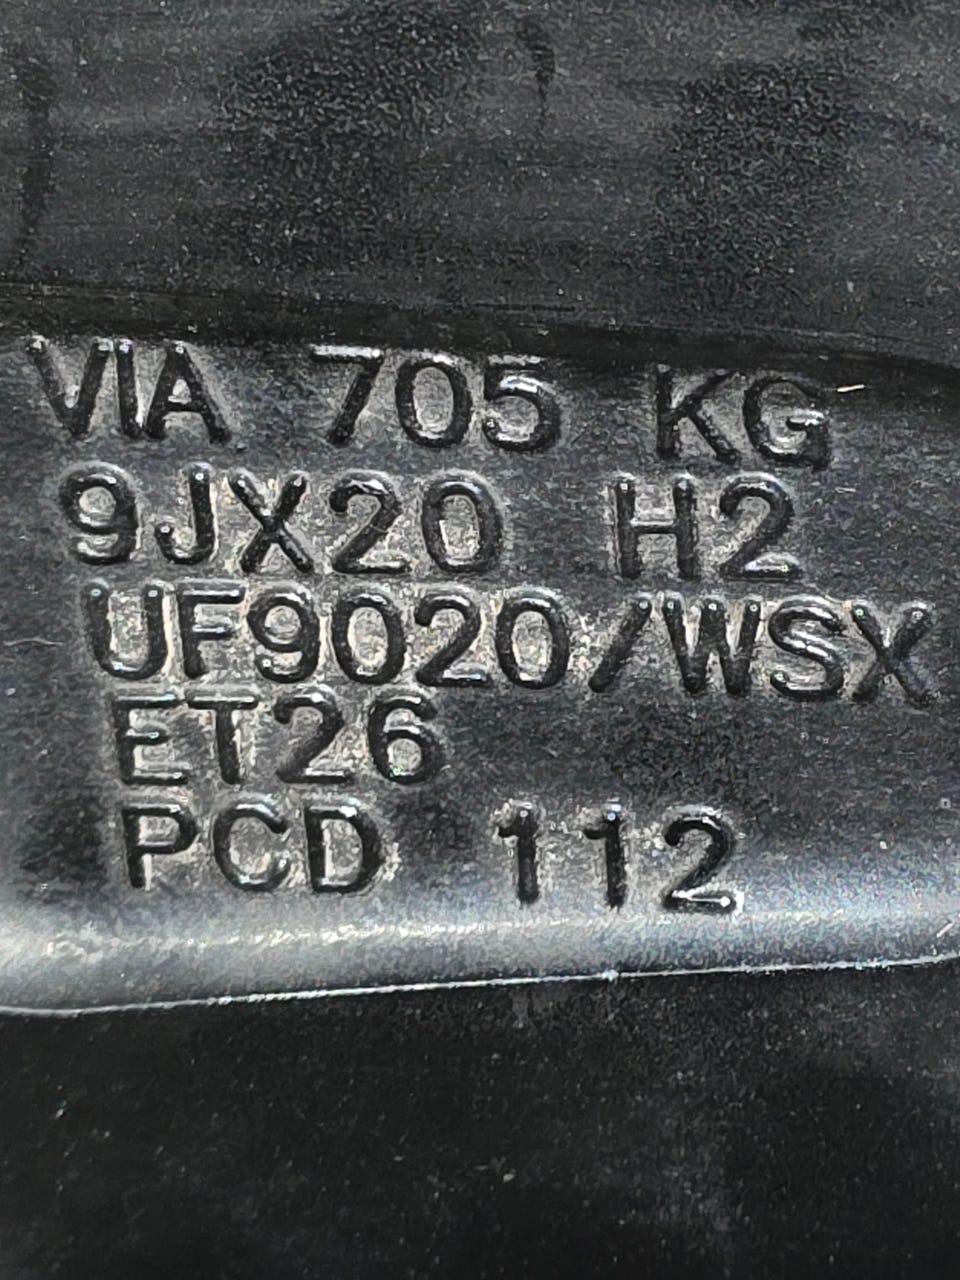 VIA 705 KG
9JX20 H2
UF9020/WSX
ET26
PCD 112